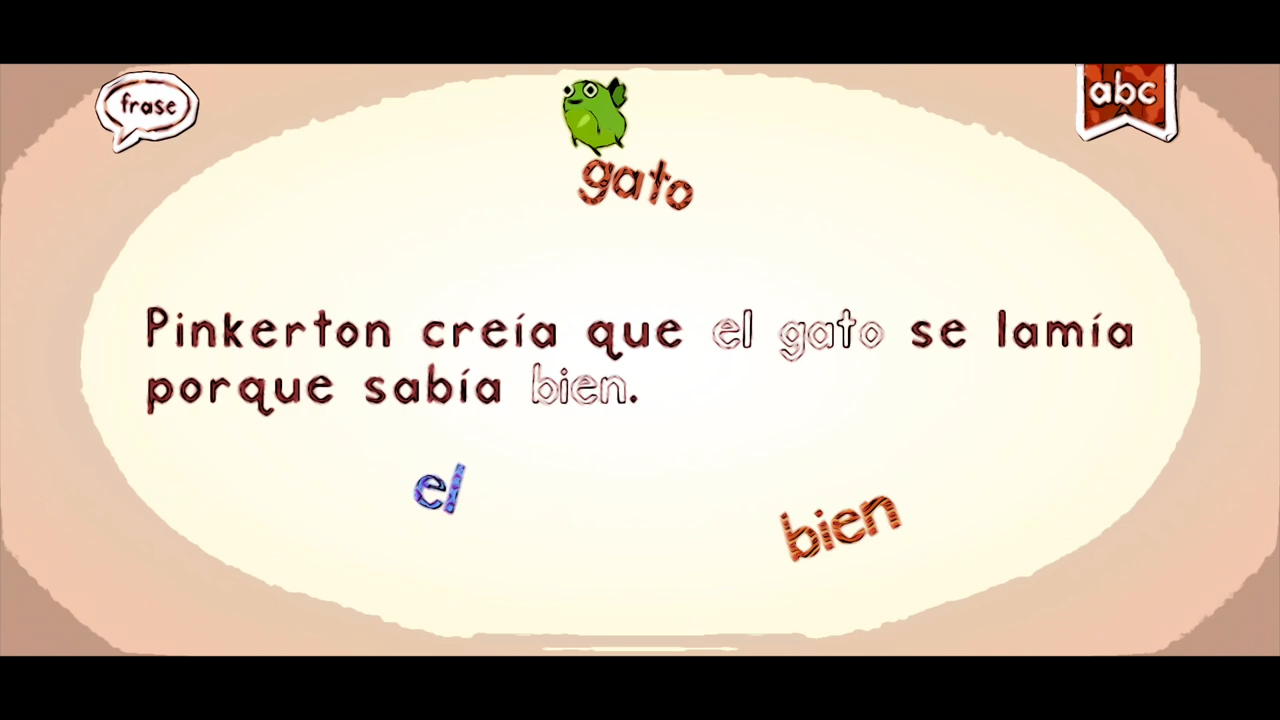 frase
abc
gato
Pinkerton creía que el gato se lamía
porque sabía bien.
el
bien